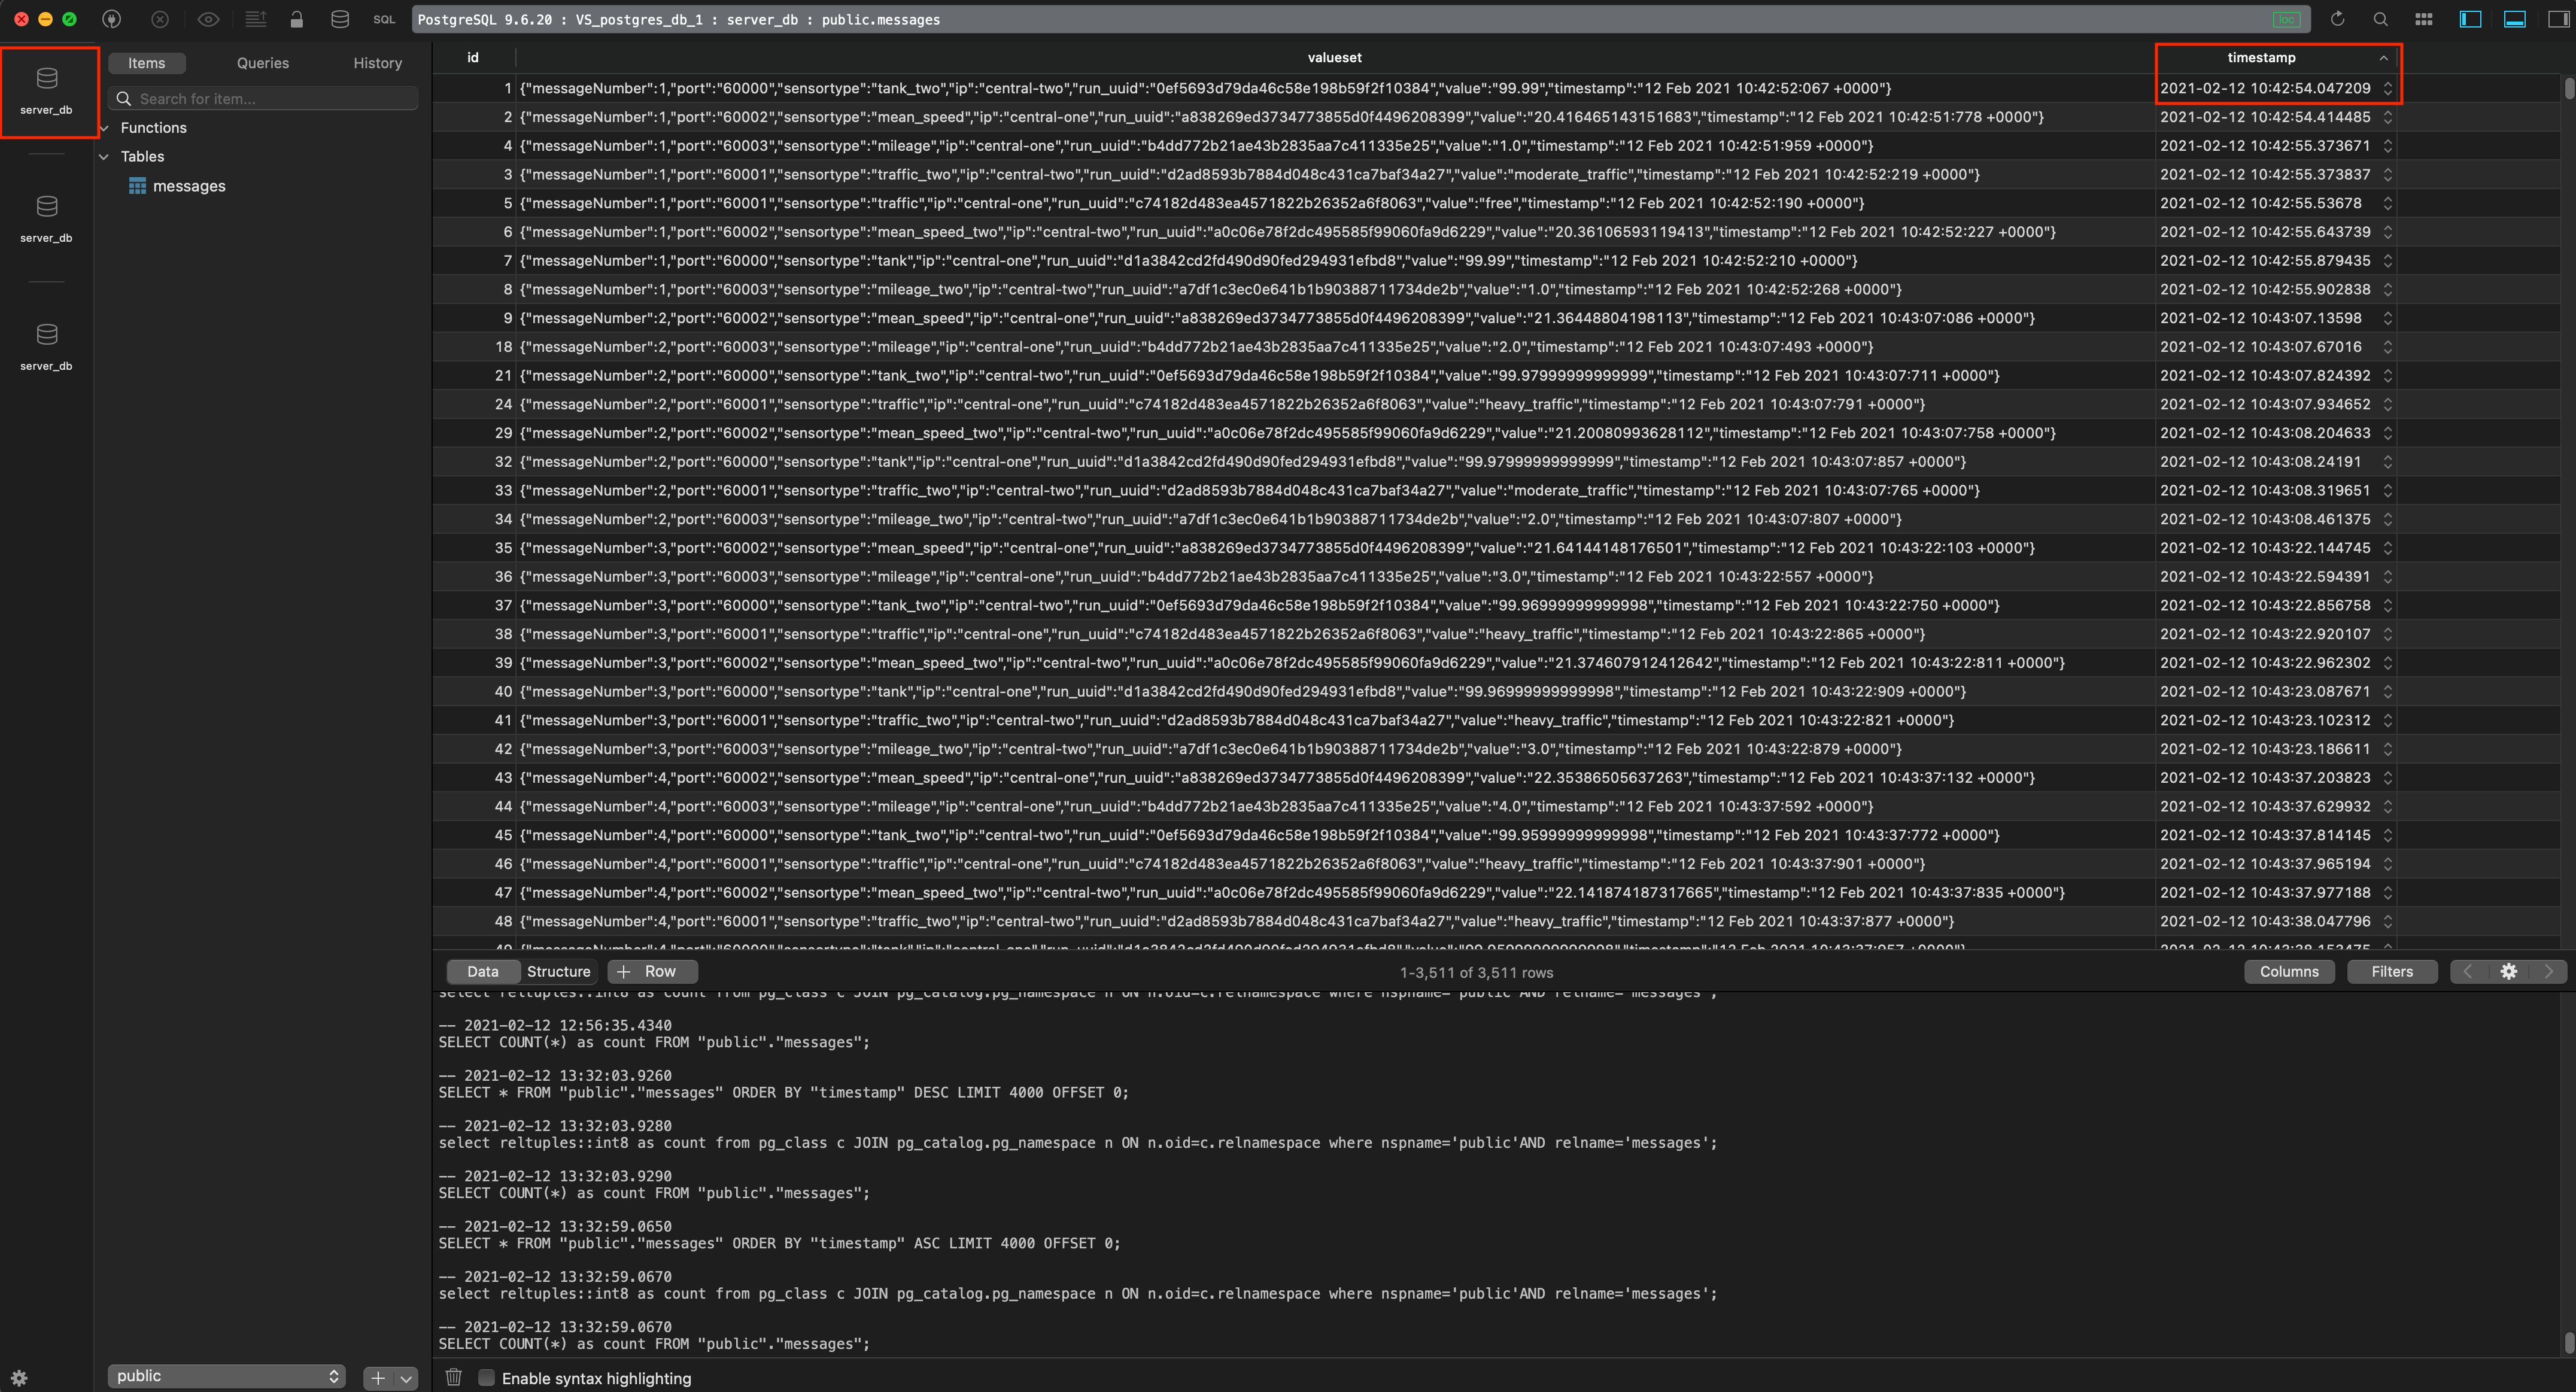 SQL PostgreSQL 9.6.20 : VS_postgres_db_1 : server_db : public.messages loc
server_db
server_db
server_db
Items Queries History
Search for item...
Functions
Tables
messages
id valueset timestamp
1 {"messageNumber":1,"port":"60000","sensortype":"tank_two","ip":"central-two","run_uuid":"0ef5693d79da46c58e198b59f2f10384","value":"99.99","timestamp":"12 Feb 2021 10:42:52:067 +0000"} 2021-02-12 10:42:54.047209
2 {"messageNumber":1,"port":"60002","sensortype":"mean_speed","ip":"central-one","run_uuid":"a838269ed3734773855d0f4496208399","value":"20.416465143151683","timestamp":"12 Feb 2021 10:42:51:778 +0000"} 2021-02-12 10:42:54.414485
4 {"messageNumber":1,"port":"60003","sensortype":"mileage","ip":"central-one","run_uuid":"b4dd772b21ae43b2835aa7c411335e25","value":"1.0","timestamp":"12 Feb 2021 10:42:51:959 +0000"} 2021-02-12 10:42:55.373671
3 {"messageNumber":1,"port":"60001","sensortype":"traffic_two","ip":"central-two","run_uuid":"d2ad8593b7884d048c431ca7baf34a27","value":"moderate_traffic","timestamp":"12 Feb 2021 10:42:52:219 +0000"} 2021-02-12 10:42:55.373837
5 {"messageNumber":1,"port":"60001","sensortype":"traffic","ip":"central-one","run_uuid":"c74182d483ea4571822b26352a6f8063","value":"free","timestamp":"12 Feb 2021 10:42:52:190 +0000"} 2021-02-12 10:42:55.53678
6 {"messageNumber":1,"port":"60002","sensortype":"mean_speed_two","ip":"central-two","run_uuid":"a0c06e78f2dc495585f99060fa9d6229","value":"20.36106593119413","timestamp":"12 Feb 2021 10:42:52:227 +0000"} 2021-02-12 10:42:55.643739
7 {"messageNumber":1,"port":"60000","sensortype":"tank","ip":"central-one","run_uuid":"d1a3842cd2fd490d90fed294931efbd8","value":"99.99","timestamp":"12 Feb 2021 10:42:52:210 +0000"} 2021-02-12 10:42:55.879435
8 {"messageNumber":1,"port":"60003","sensortype":"mileage_two","ip":"central-two","run_uuid":"a7df1c3ec0e641b1b90388711734de2b","value":"1.0","timestamp":"12 Feb 2021 10:42:52:268 +0000"} 2021-02-12 10:42:55.902838
9 {"messageNumber":2,"port":"60002","sensortype":"mean_speed","ip":"central-one","run_uuid":"a838269ed3734773855d0f4496208399","value":"21.36448804198113","timestamp":"12 Feb 2021 10:43:07:086 +0000"} 2021-02-12 10:43:07.13598
18 {"messageNumber":2,"port":"60003","sensortype":"mileage","ip":"central-one","run_uuid":"b4dd772b21ae43b2835aa7c411335e25","value":"2.0","timestamp":"12 Feb 2021 10:43:07:493 +0000"} 2021-02-12 10:43:07.67016
21 {"messageNumber":2,"port":"60000","sensortype":"tank_two","ip":"central-two","run_uuid":"0ef5693d79da46c58e198b59f2f10384","value":"99.97999999999999","timestamp":"12 Feb 2021 10:43:07:711 +0000"} 2021-02-12 10:43:07.824392
24 {"messageNumber":2,"port":"60001","sensortype":"traffic","ip":"central-one","run_uuid":"c74182d483ea4571822b26352a6f8063","value":"heavy_traffic","timestamp":"12 Feb 2021 10:43:07:791 +0000"} 2021-02-12 10:43:07.934652
29 {"messageNumber":2,"port":"60002","sensortype":"mean_speed_two","ip":"central-two","run_uuid":"a0c06e78f2dc495585f99060fa9d6229","value":"21.20080993628112","timestamp":"12 Feb 2021 10:43:07:758 +0000"} 2021-02-12 10:43:08.204633
32 {"messageNumber":2,"port":"60000","sensortype":"tank","ip":"central-one","run_uuid":"d1a3842cd2fd490d90fed294931efbd8","value":"99.97999999999999","timestamp":"12 Feb 2021 10:43:07:857 +0000"} 2021-02-12 10:43:08.24191
33 {"messageNumber":2,"port":"60001","sensortype":"traffic_two","ip":"central-two","run_uuid":"d2ad8593b7884d048c431ca7baf34a27","value":"moderate_traffic","timestamp":"12 Feb 2021 10:43:07:765 +0000"} 2021-02-12 10:43:08.319651
34 {"messageNumber":2,"port":"60003","sensortype":"mileage_two","ip":"central-two","run_uuid":"a7df1c3ec0e641b1b90388711734de2b","value":"2.0","timestamp":"12 Feb 2021 10:43:07:807 +0000"} 2021-02-12 10:43:08.461375
35 {"messageNumber":3,"port":"60002","sensortype":"mean_speed","ip":"central-one","run_uuid":"a838269ed3734773855d0f4496208399","value":"21.64144148176501","timestamp":"12 Feb 2021 10:43:22:103 +0000"} 2021-02-12 10:43:22.144745
36 {"messageNumber":3,"port":"60003","sensortype":"mileage","ip":"central-one","run_uuid":"b4dd772b21ae43b2835aa7c411335e25","value":"3.0","timestamp":"12 Feb 2021 10:43:22:557 +0000"} 2021-02-12 10:43:22.594391
37 {"messageNumber":3,"port":"60000","sensortype":"tank_two","ip":"central-two","run_uuid":"0ef5693d79da46c58e198b59f2f10384","value":"99.96999999999998","timestamp":"12 Feb 2021 10:43:22:750 +0000"} 2021-02-12 10:43:22.856758
38 {"messageNumber":3,"port":"60001","sensortype":"traffic","ip":"central-one","run_uuid":"c74182d483ea4571822b26352a6f8063","value":"heavy_traffic","timestamp":"12 Feb 2021 10:43:22:865 +0000"} 2021-02-12 10:43:22.920107
39 {"messageNumber":3,"port":"60002","sensortype":"mean_speed_two","ip":"central-two","run_uuid":"a0c06e78f2dc495585f99060fa9d6229","value":"21.374607912412642","timestamp":"12 Feb 2021 10:43:22:811 +0000"} 2021-02-12 10:43:22.962302
40 {"messageNumber":3,"port":"60000","sensortype":"tank","ip":"central-one","run_uuid":"d1a3842cd2fd490d90fed294931efbd8","value":"99.96999999999998","timestamp":"12 Feb 2021 10:43:22:909 +0000"} 2021-02-12 10:43:23.087671
41 {"messageNumber":3,"port":"60001","sensortype":"traffic_two","ip":"central-two","run_uuid":"d2ad8593b7884d048c431ca7baf34a27","value":"heavy_traffic","timestamp":"12 Feb 2021 10:43:22:821 +0000"} 2021-02-12 10:43:23.102312
42 {"messageNumber":3,"port":"60003","sensortype":"mileage_two","ip":"central-two","run_uuid":"a7df1c3ec0e641b1b90388711734de2b","value":"3.0","timestamp":"12 Feb 2021 10:43:22:879 +0000"} 2021-02-12 10:43:23.186611
43 {"messageNumber":4,"port":"60002","sensortype":"mean_speed","ip":"central-one","run_uuid":"a838269ed3734773855d0f4496208399","value":"22.35386505637263","timestamp":"12 Feb 2021 10:43:37:132 +0000"} 2021-02-12 10:43:37.203823
44 {"messageNumber":4,"port":"60003","sensortype":"mileage","ip":"central-one","run_uuid":"b4dd772b21ae43b2835aa7c411335e25","value":"4.0","timestamp":"12 Feb 2021 10:43:37:592 +0000"} 2021-02-12 10:43:37.629932
45 {"messageNumber":4,"port":"60000","sensortype":"tank_two","ip":"central-two","run_uuid":"0ef5693d79da46c58e198b59f2f10384","value":"99.95999999999998","timestamp":"12 Feb 2021 10:43:37:772 +0000"} 2021-02-12 10:43:37.814145
46 {"messageNumber":4,"port":"60001","sensortype":"traffic","ip":"central-one","run_uuid":"c74182d483ea4571822b26352a6f8063","value":"heavy_traffic","timestamp":"12 Feb 2021 10:43:37:901 +0000"} 2021-02-12 10:43:37.965194
47 {"messageNumber":4,"port":"60002","sensortype":"mean_speed_two","ip":"central-two","run_uuid":"a0c06e78f2dc495585f99060fa9d6229","value":"22.141874187317665","timestamp":"12 Feb 2021 10:43:37:835 +0000"} 2021-02-12 10:43:37.977188
48 {"messageNumber":4,"port":"60001","sensortype":"traffic_two","ip":"central-two","run_uuid":"d2ad8593b7884d048c431ca7baf34a27","value":"heavy_traffic","timestamp":"12 Feb 2021 10:43:37:877 +0000"} 2021-02-12 10:43:38.047796
Data Structure + Row 1-3,511 of 3,511 rows Columns Filters
select reltuples::int8 as count from pg_class c JOIN pg_catalog.pg_namespace n ON n.oid=c.relnamespace where nspname='public'AND relname='messages';
-- 2021-02-12 12:56:35.4340
SELECT COUNT(*) as count FROM "public"."messages";
-- 2021-02-12 13:32:03.9260
SELECT * FROM "public"."messages" ORDER BY "timestamp" DESC LIMIT 4000 OFFSET 0;
-- 2021-02-12 13:32:03.9280
select reltuples::int8 as count from pg_class c JOIN pg_catalog.pg_namespace n ON n.oid=c.relnamespace where nspname='public'AND relname='messages';
-- 2021-02-12 13:32:03.9290
SELECT COUNT(*) as count FROM "public"."messages";
-- 2021-02-12 13:32:59.0650
SELECT * FROM "public"."messages" ORDER BY "timestamp" ASC LIMIT 4000 OFFSET 0;
-- 2021-02-12 13:32:59.0670
select reltuples::int8 as count from pg_class c JOIN pg_catalog.pg_namespace n ON n.oid=c.relnamespace where nspname='public'AND relname='messages';
-- 2021-02-12 13:32:59.0670
SELECT COUNT(*) as count FROM "public"."messages";
public
Enable syntax highlighting